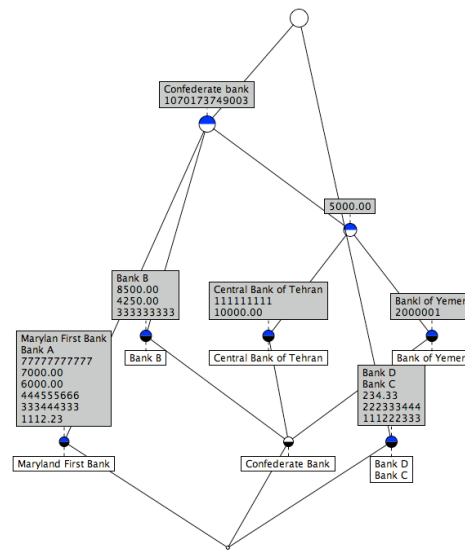 Confederate bank
1070173749003
5000.00
Bank B
8500.00
4250.00
333333333
Central Bank of Tehran
111111111
10000.00
Bankl of Yemen
2000001
Bank B
Central Bank of Tehran
Bank of Yemen
Marylan First Bank
Bank A
77777777777
7000.00
6000.00
444555666
333444333
1112.23
Bank D
Bank C
234.33
222333444
111222333
Maryland First Bank
Confederate Bank
Bank D
Bank C